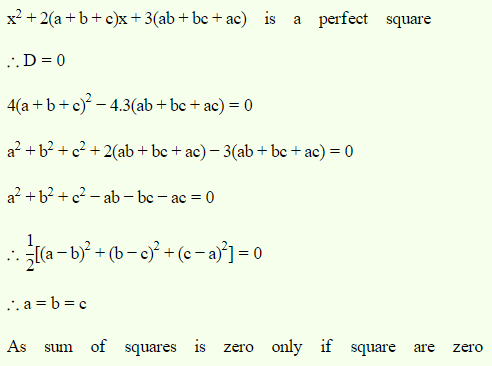 x² + 2(a + b + c)x + 3(ab + bc + ac) is a perfect square
∴ D = 0
4(a + b + c)² − 4.3(ab + bc + ac) = 0
a² + b² + c² + 2(ab + bc + ac) − 3(ab + bc + ac) = 0
a² + b² + c² − ab − bc − ac = 0
∴ 1/2[(a − b)² + (b − c)² + (c − a)²] = 0
∴ a = b = c
As sum of squares is zero only if square are zero